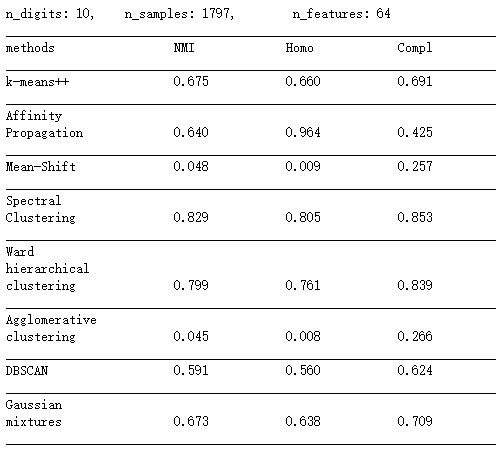 n_digits: 10, n_samples: 1797, n_features: 64
methods NMI Homo Compl
k-means++ 0.675 0.660 0.691
Affinity
Propagation 0.640 0.964 0.425
Mean-Shift 0.048 0.009 0.257
Spectral
Clustering 0.829 0.805 0.853
Ward
hierarchical
clustering 0.799 0.761 0.839
Agglomerative
clustering 0.045 0.008 0.266
DBSCAN 0.591 0.560 0.624
Gaussian
mixtures 0.673 0.638 0.709